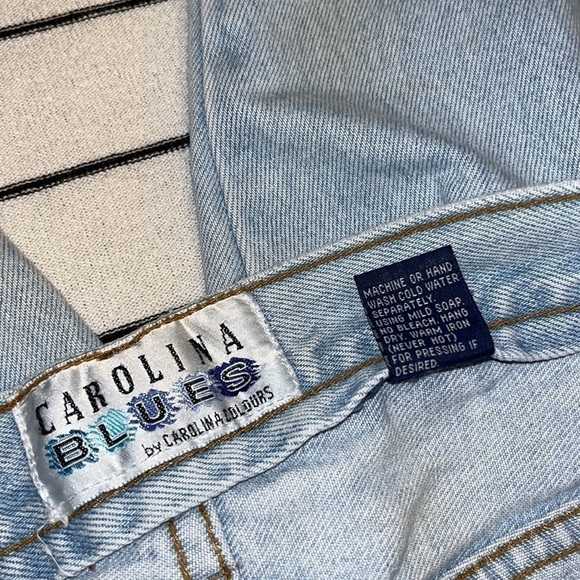 CAROLINA
BLUES
by CAROLINA COLOURS
MACHINE OR HAND
WASH COLD WATER
SEPARATELY.
USING MILD SOAP.
NO BLEACH. HANG
DRY. WARM IRON
(NEVER HOT)
FOR PRESSING IF
DESIRED.